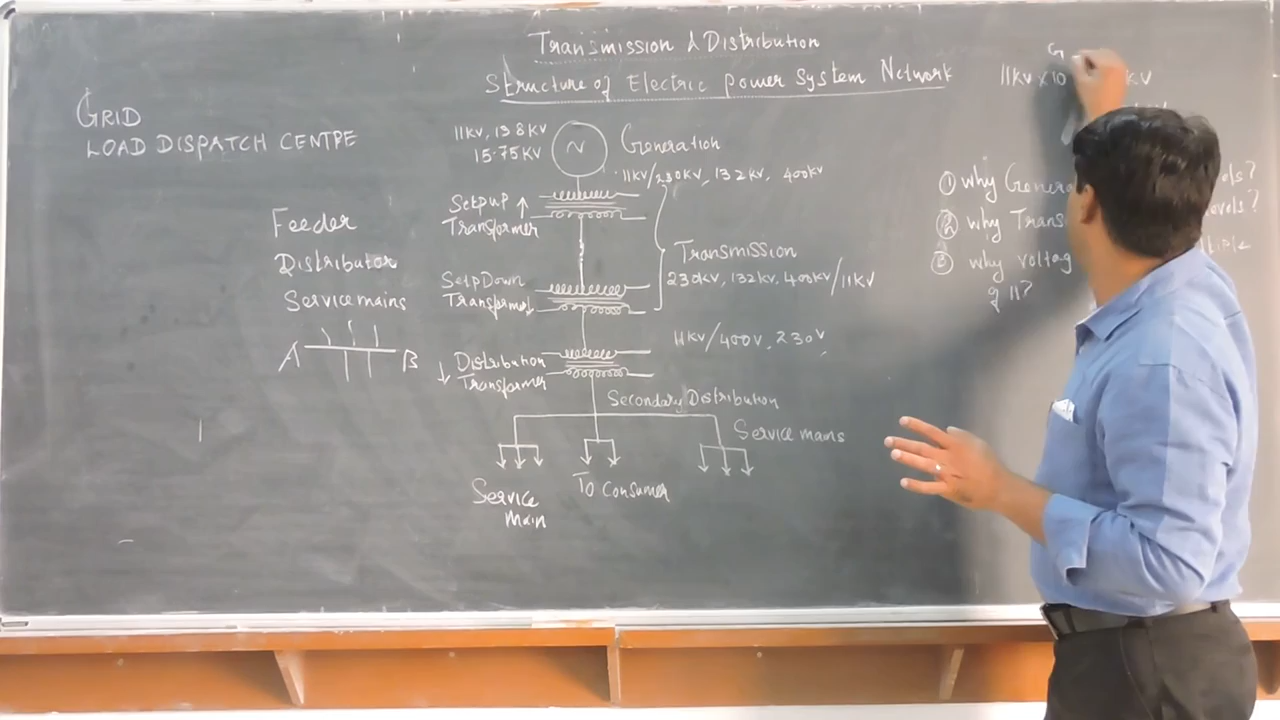 Transmission & Distribution
Structure of Electric Power System Network
GRID
LOAD DISPATCH CENTRE
11KV, 13.8KV
15.75KV
~
Generation
11KV/230KV, 132KV, 400KV
Setpup ↑
Transformer
Feeder
Distributor
Service mains
A B
Transmission
230KV, 132KV, 400KV/11KV
SetpDown
Transformer↓
11KV/400V, 230V
↓ Distribution
Transformer
Secondary Distribution
Service mains
Service
Main
To Consumer
G
11KV×10 KV
① why
② why
③ why
11?